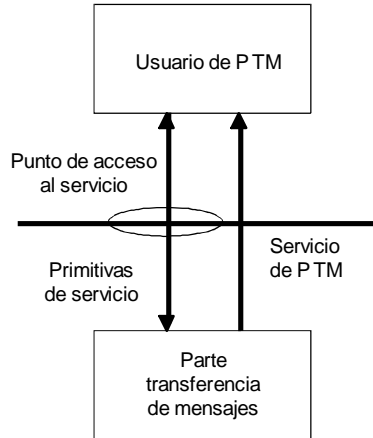 Usuario de PTM
Punto de acceso
al servicio
Servicio
de PTM
Primitivas
de servicio
Parte
transferencia
de mensajes